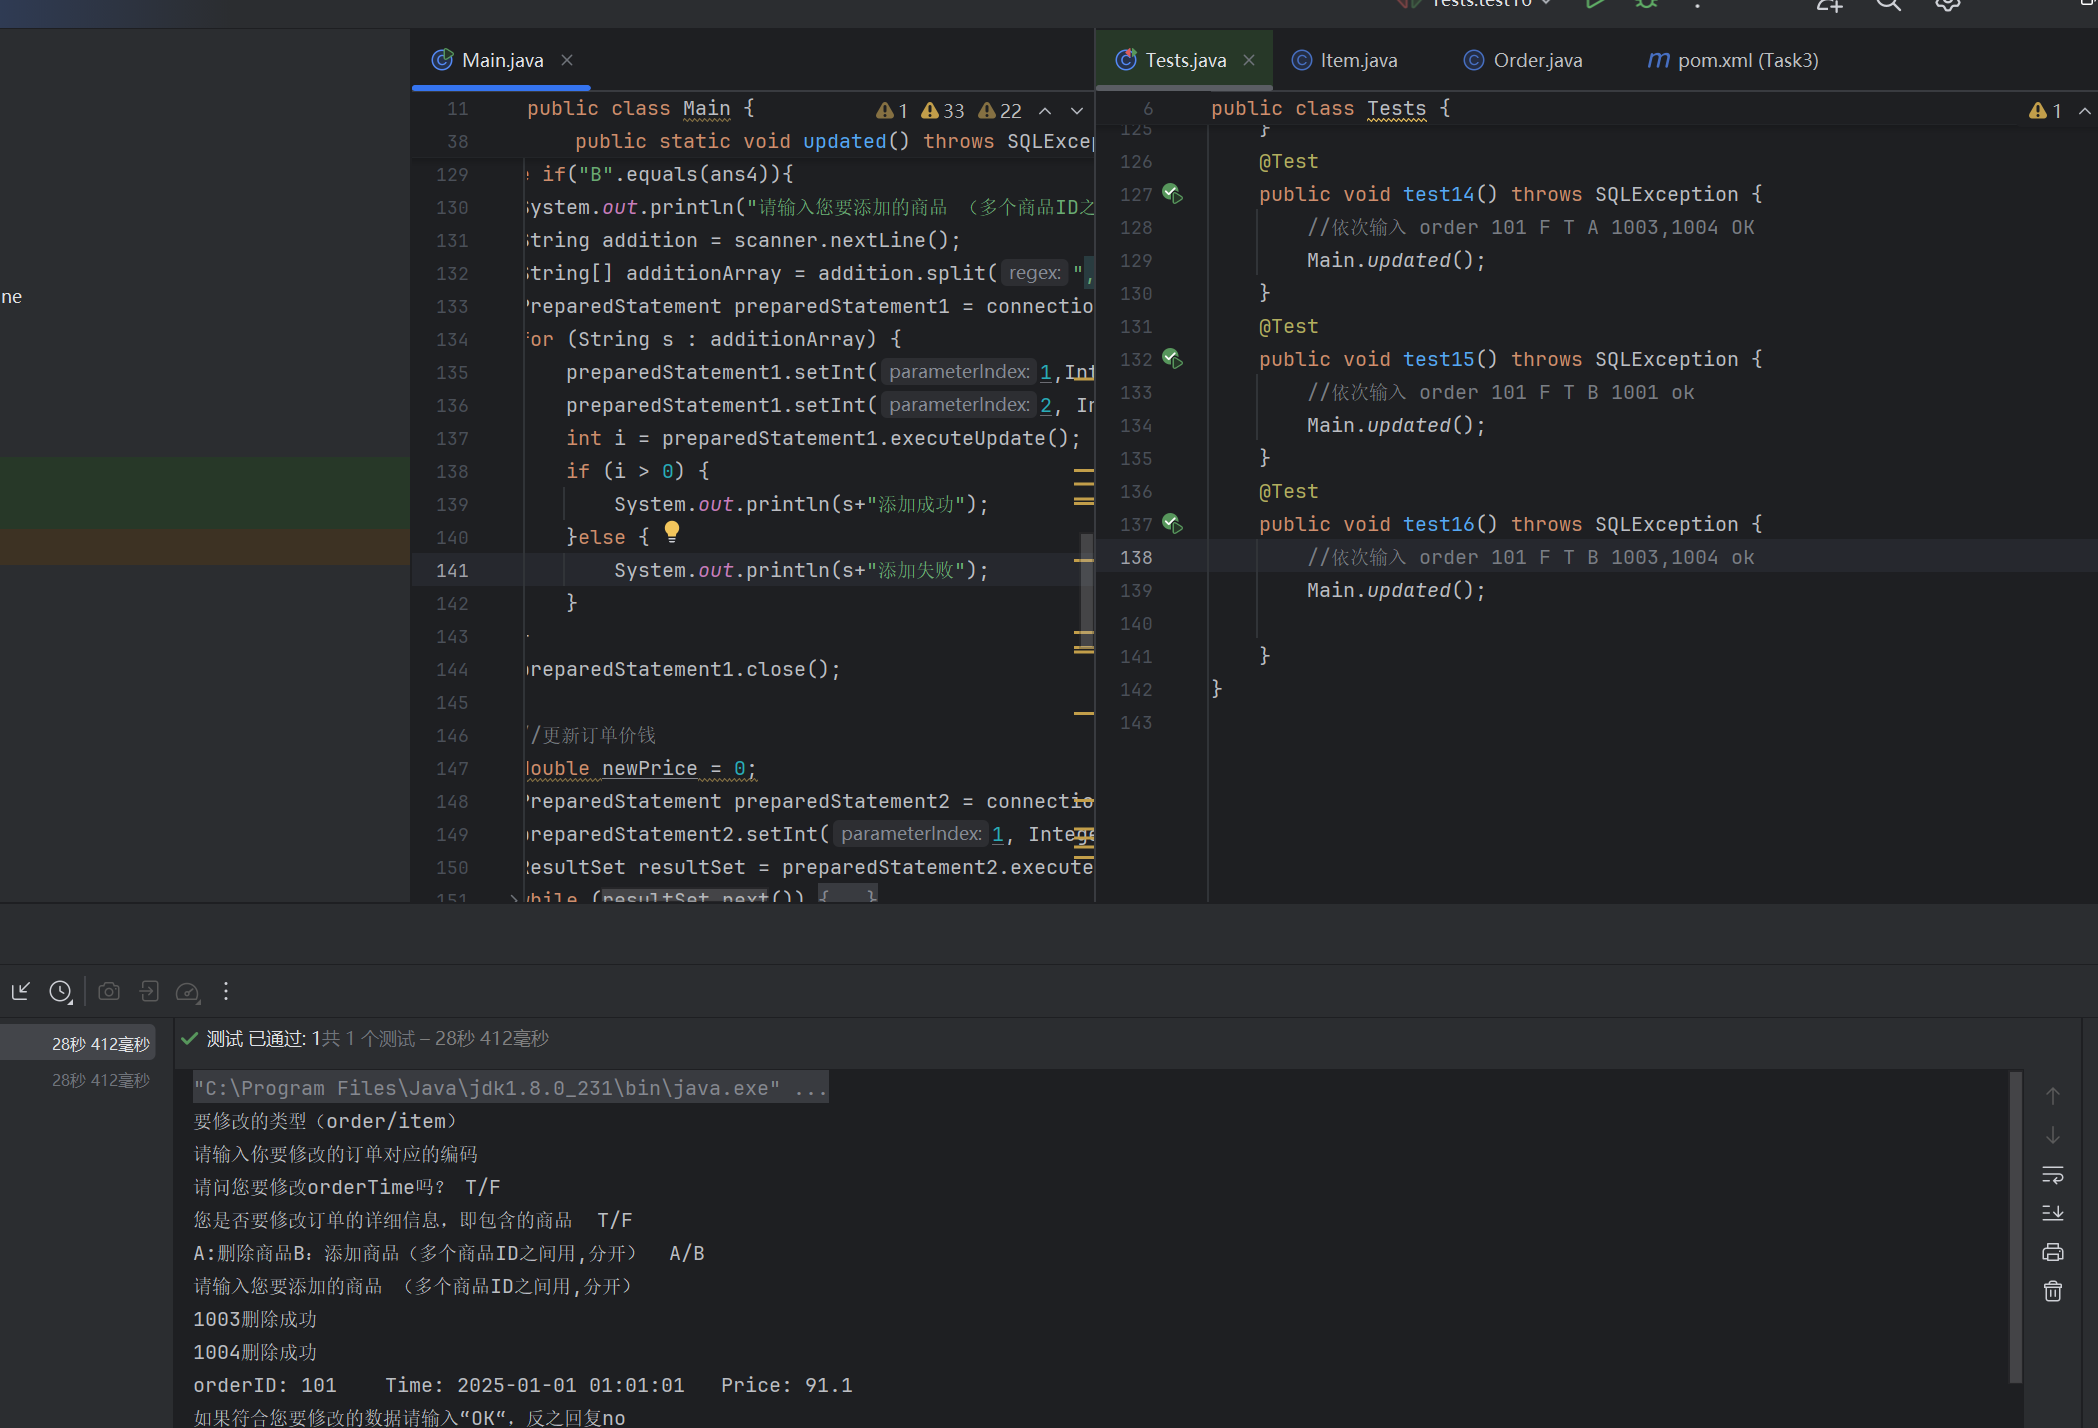 Tests.test16
Main.java
Tests.java
Item.java
Order.java
pom.xml (Task3)
ne
11 public class Main {
1 33 22
38 public static void updated() throws SQLExce
129 if("B".equals(ans4)){
130 System.out.println("请输入您要添加的商品 （多个商品ID之
131 String addition = scanner.nextLine();
132 String[] additionArray = addition.split( regex: ",
133 PreparedStatement preparedStatement1 = connectio
134 for (String s : additionArray) {
135 preparedStatement1.setInt( parameterIndex: 1,Int
136 preparedStatement1.setInt( parameterIndex: 2, In
137 int i = preparedStatement1.executeUpdate();
138 if (i > 0) {
139 System.out.println(s+"添加成功");
140 }else {
141 System.out.println(s+"添加失败");
142 }
143
144 preparedStatement1.close();
145
146 //更新订单价钱
147 double newPrice = 0;
148 PreparedStatement preparedStatement2 = connectio
149 preparedStatement2.setInt( parameterIndex: 1, Intege
150 ResultSet resultSet = preparedStatement2.execute
151 while (resultSet.next()) {...}
6 public class Tests {
1
125 }
126 @Test
127 public void test14() throws SQLException {
128 //依次输入 order 101 F T A 1003,1004 OK
129 Main.updated();
130 }
131 @Test
132 public void test15() throws SQLException {
133 //依次输入 order 101 F T B 1001 ok
134 Main.updated();
135 }
136 @Test
137 public void test16() throws SQLException {
138 //依次输入 order 101 F T B 1003,1004 ok
139 Main.updated();
140
141 }
142 }
143
28秒 412毫秒
28秒 412毫秒
测试 已通过: 1共 1 个测试 – 28秒 412毫秒
"C:\Program Files\Java\jdk1.8.0_231\bin\java.exe" ...
要修改的类型（order/item）
请输入你要修改的订单对应的编码
请问您要修改orderTime吗？ T/F
您是否要修改订单的详细信息，即包含的商品 T/F
A:删除商品B：添加商品（多个商品ID之间用,分开） A/B
请输入您要添加的商品 （多个商品ID之间用,分开）
1003删除成功
1004删除成功
orderID: 101 Time: 2025-01-01 01:01:01 Price: 91.1
如果符合您要修改的数据请输入“OK“，反之回复no